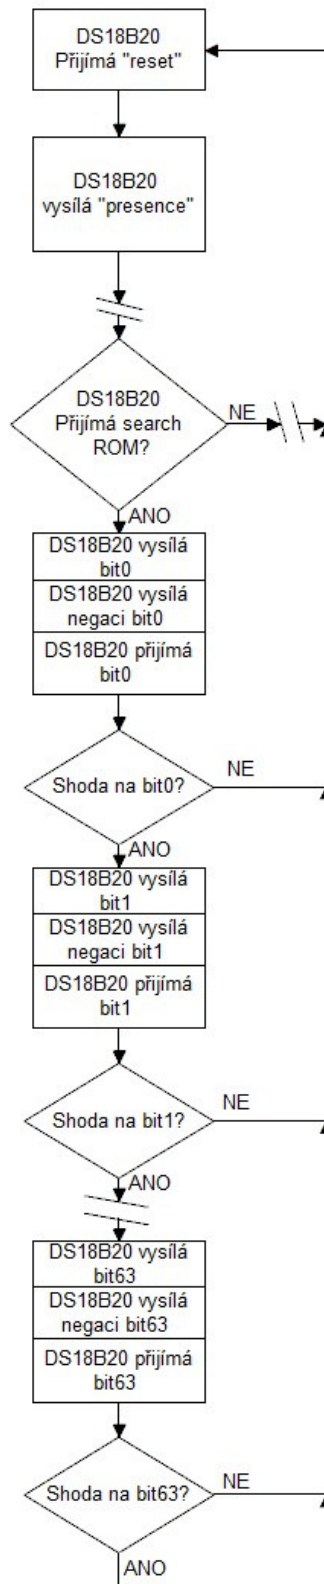 DS18B20
Přijímá "reset"
DS18B20
vysílá "presence"
DS18B20
Přijímá search
ROM?
NE
ANO
DS18B20 vysílá
bit0
DS18B20 vysílá
negaci bit0
DS18B20 přijímá
bit0
Shoda na bit0?
NE
ANO
DS18B20 vysílá
bit1
DS18B20 vysílá
negaci bit1
DS18B20 přijímá
bit1
Shoda na bit1?
NE
ANO
DS18B20 vysílá
bit63
DS18B20 vysílá
negaci bit63
DS18B20 přijímá
bit63
Shoda na bit63?
NE
ANO